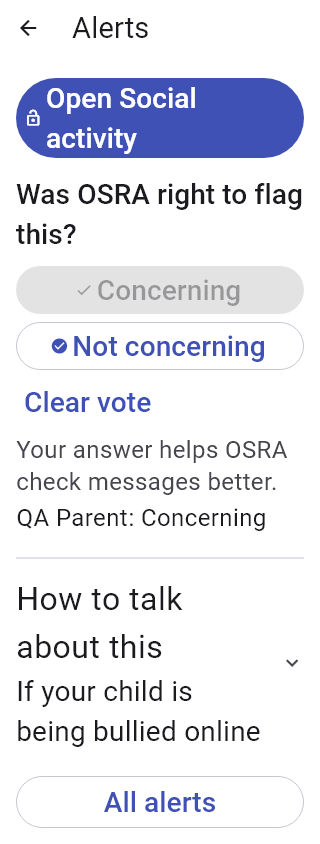 Alerts
Open Social
activity
Was OSRA right to flag
this?
Concerning
Not concerning
Clear vote
Your answer helps OSRA
check messages better.
QA Parent: Concerning
How to talk
about this
If your child is
being bullied online
All alerts